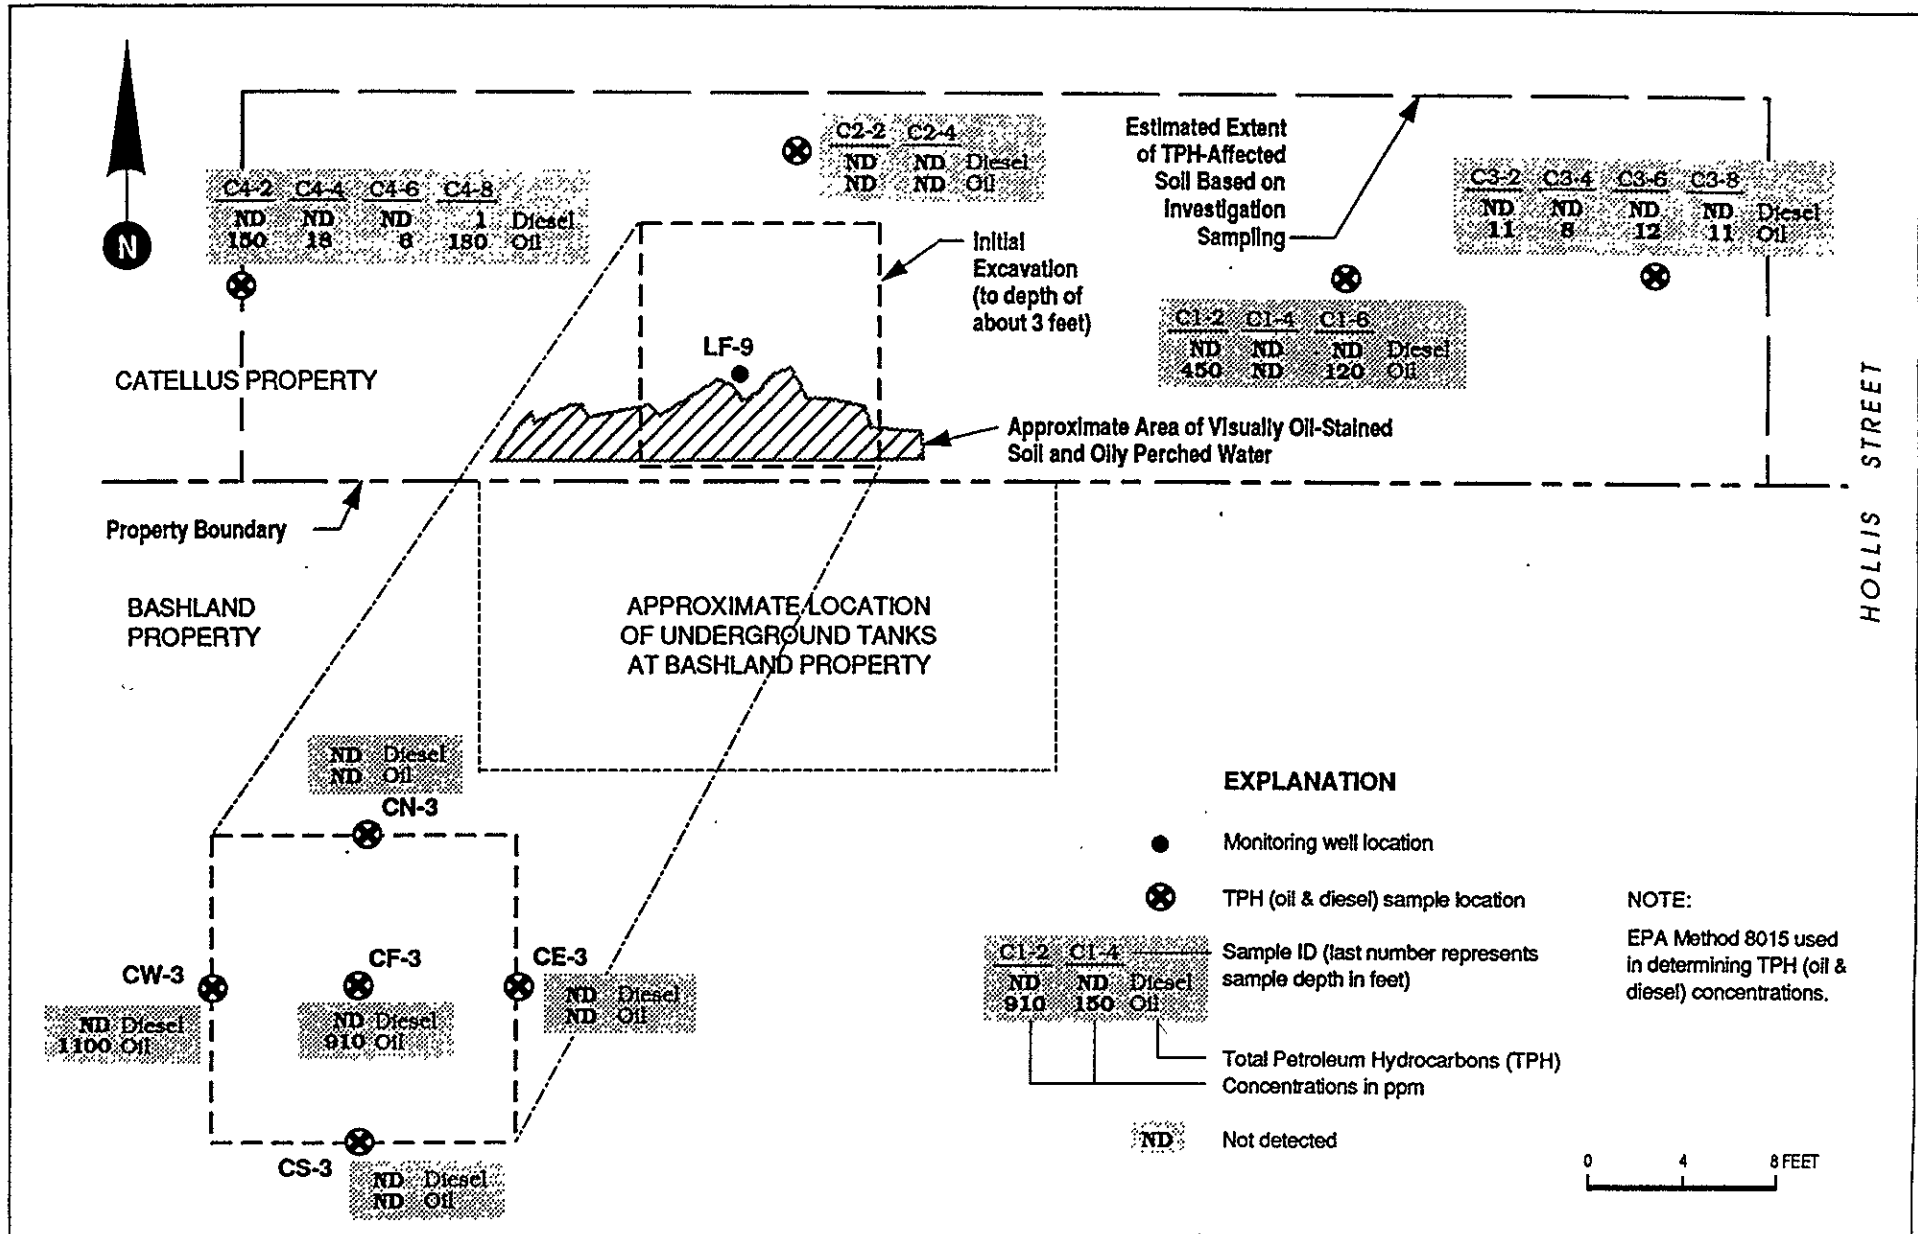 N
C4-2 C4-4 C4-6 C4-8
ND ND ND 1 Diesel
150 18 6 180 Oil
C2-2 C2-4
ND ND Diesel
ND ND Oil
Estimated Extent
of TPH-Affected
Soil Based on
Investigation
Sampling
C3-2 C3-4 C3-6 C3-8
ND ND ND ND Diesel
11 8 12 11 Oil
Initial
Excavation
(to depth of
about 3 feet)
C1-2 C1-4 C1-6
ND ND ND Diesel
450 ND 120 Oil
LF-9
CATELLUS PROPERTY
Approximate Area of Visually Oil-Stained
Soil and Oily Perched Water
HOLLIS STREET
Property Boundary
BASHLAND
PROPERTY
APPROXIMATE LOCATION
OF UNDERGROUND TANKS
AT BASHLAND PROPERTY
ND Diesel
ND Oil
CN-3
CW-3
ND Diesel
1100 Oil
CF-3
ND Diesel
910 Oil
CE-3
ND Diesel
ND Oil
CS-3
ND Diesel
ND Oil
EXPLANATION
Monitoring well location
TPH (oil & diesel) sample location
C1-2 C1-4
ND ND Diesel
910 150 Oil
Sample ID (last number represents
sample depth in feet)
Total Petroleum Hydrocarbons (TPH)
Concentrations in ppm
ND Not detected
NOTE:
EPA Method 8015 used
in determining TPH (oil &
diesel) concentrations.
0 4 8 FEET